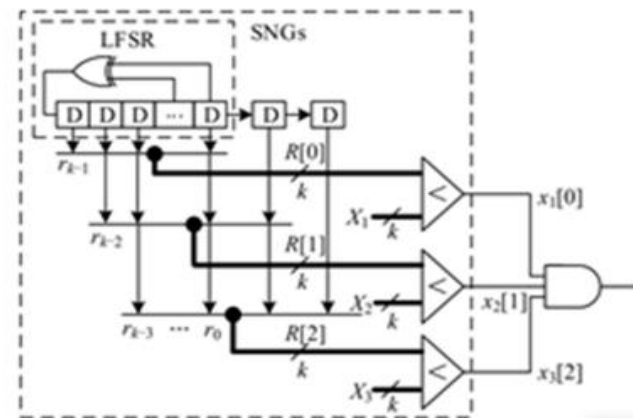 LFSR
SNGs
D D D ... D D D
R[0]
r_{k-1}
k
<
x_1[0]
X_1
k
r_{k-2}
R[1]
k
<
X_2
k
x_2[1]
r_{k-3} ... r_0
R[2]
k
<
x_3[2]
X_3
k